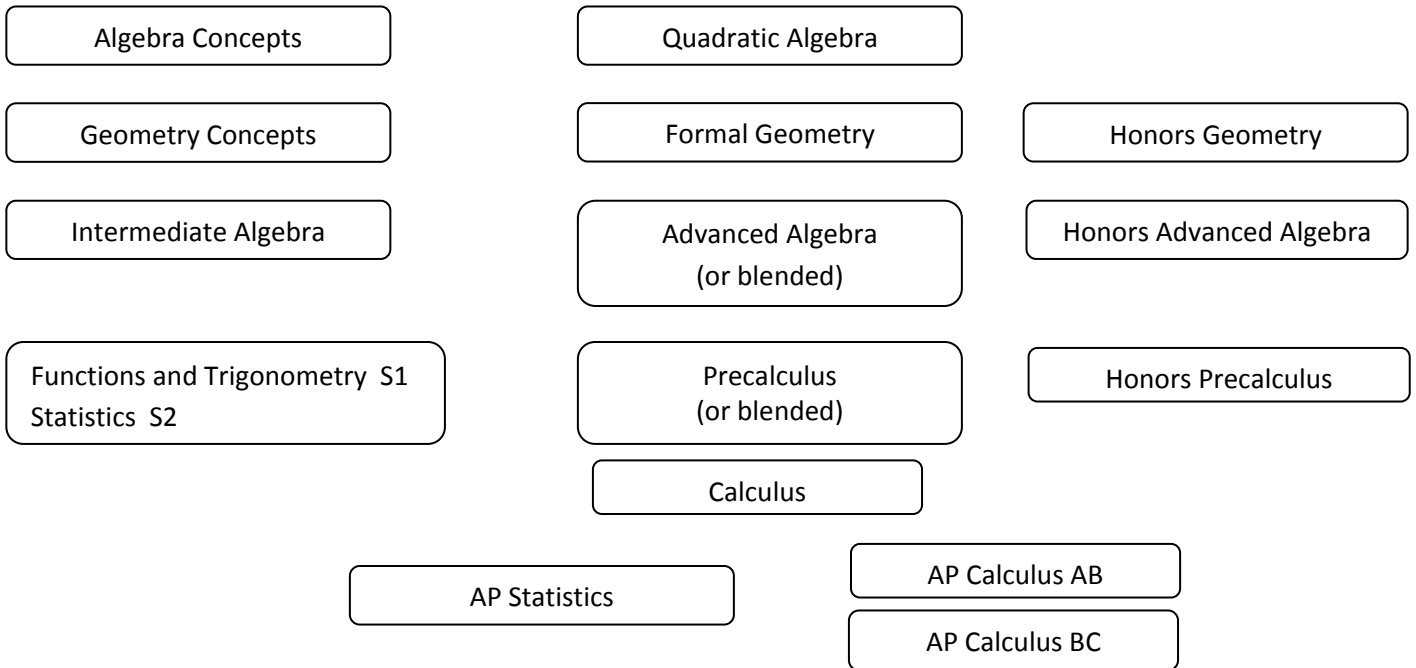 Algebra Concepts
Quadratic Algebra
Geometry Concepts
Formal Geometry
Honors Geometry
Intermediate Algebra
Advanced Algebra
(or blended)
Honors Advanced Algebra
Functions and Trigonometry S1
Statistics S2
Precalculus
(or blended)
Honors Precalculus
Calculus
AP Statistics
AP Calculus AB
AP Calculus BC